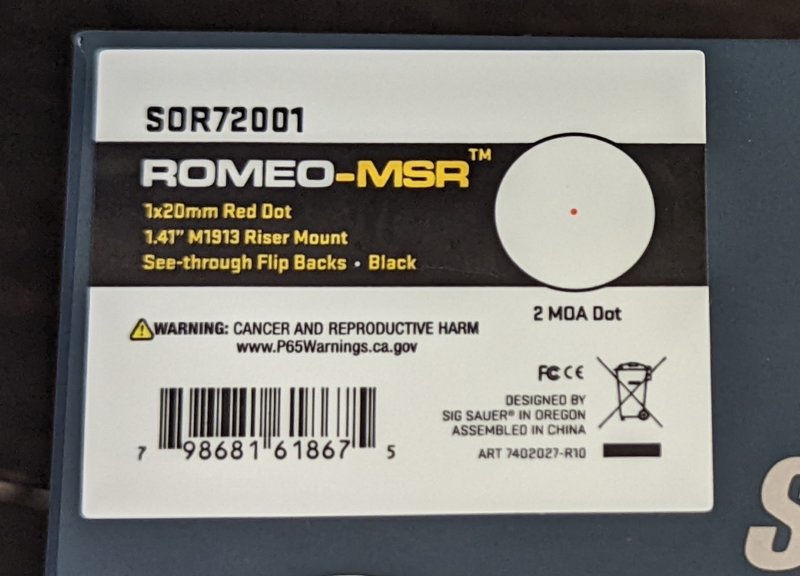 SOR72001
ROMEO-MSR™
1x20mm Red Dot
1.41" M1913 Riser Mount
See-through Flip Backs • Black
2 MOA Dot
WARNING: CANCER AND REPRODUCTIVE HARM
www.P65Warnings.ca.gov
FC CE
DESIGNED BY
SIG SAUER® IN OREGON
ASSEMBLED IN CHINA
ART 7402027-R10
7 98681 61867 5
S